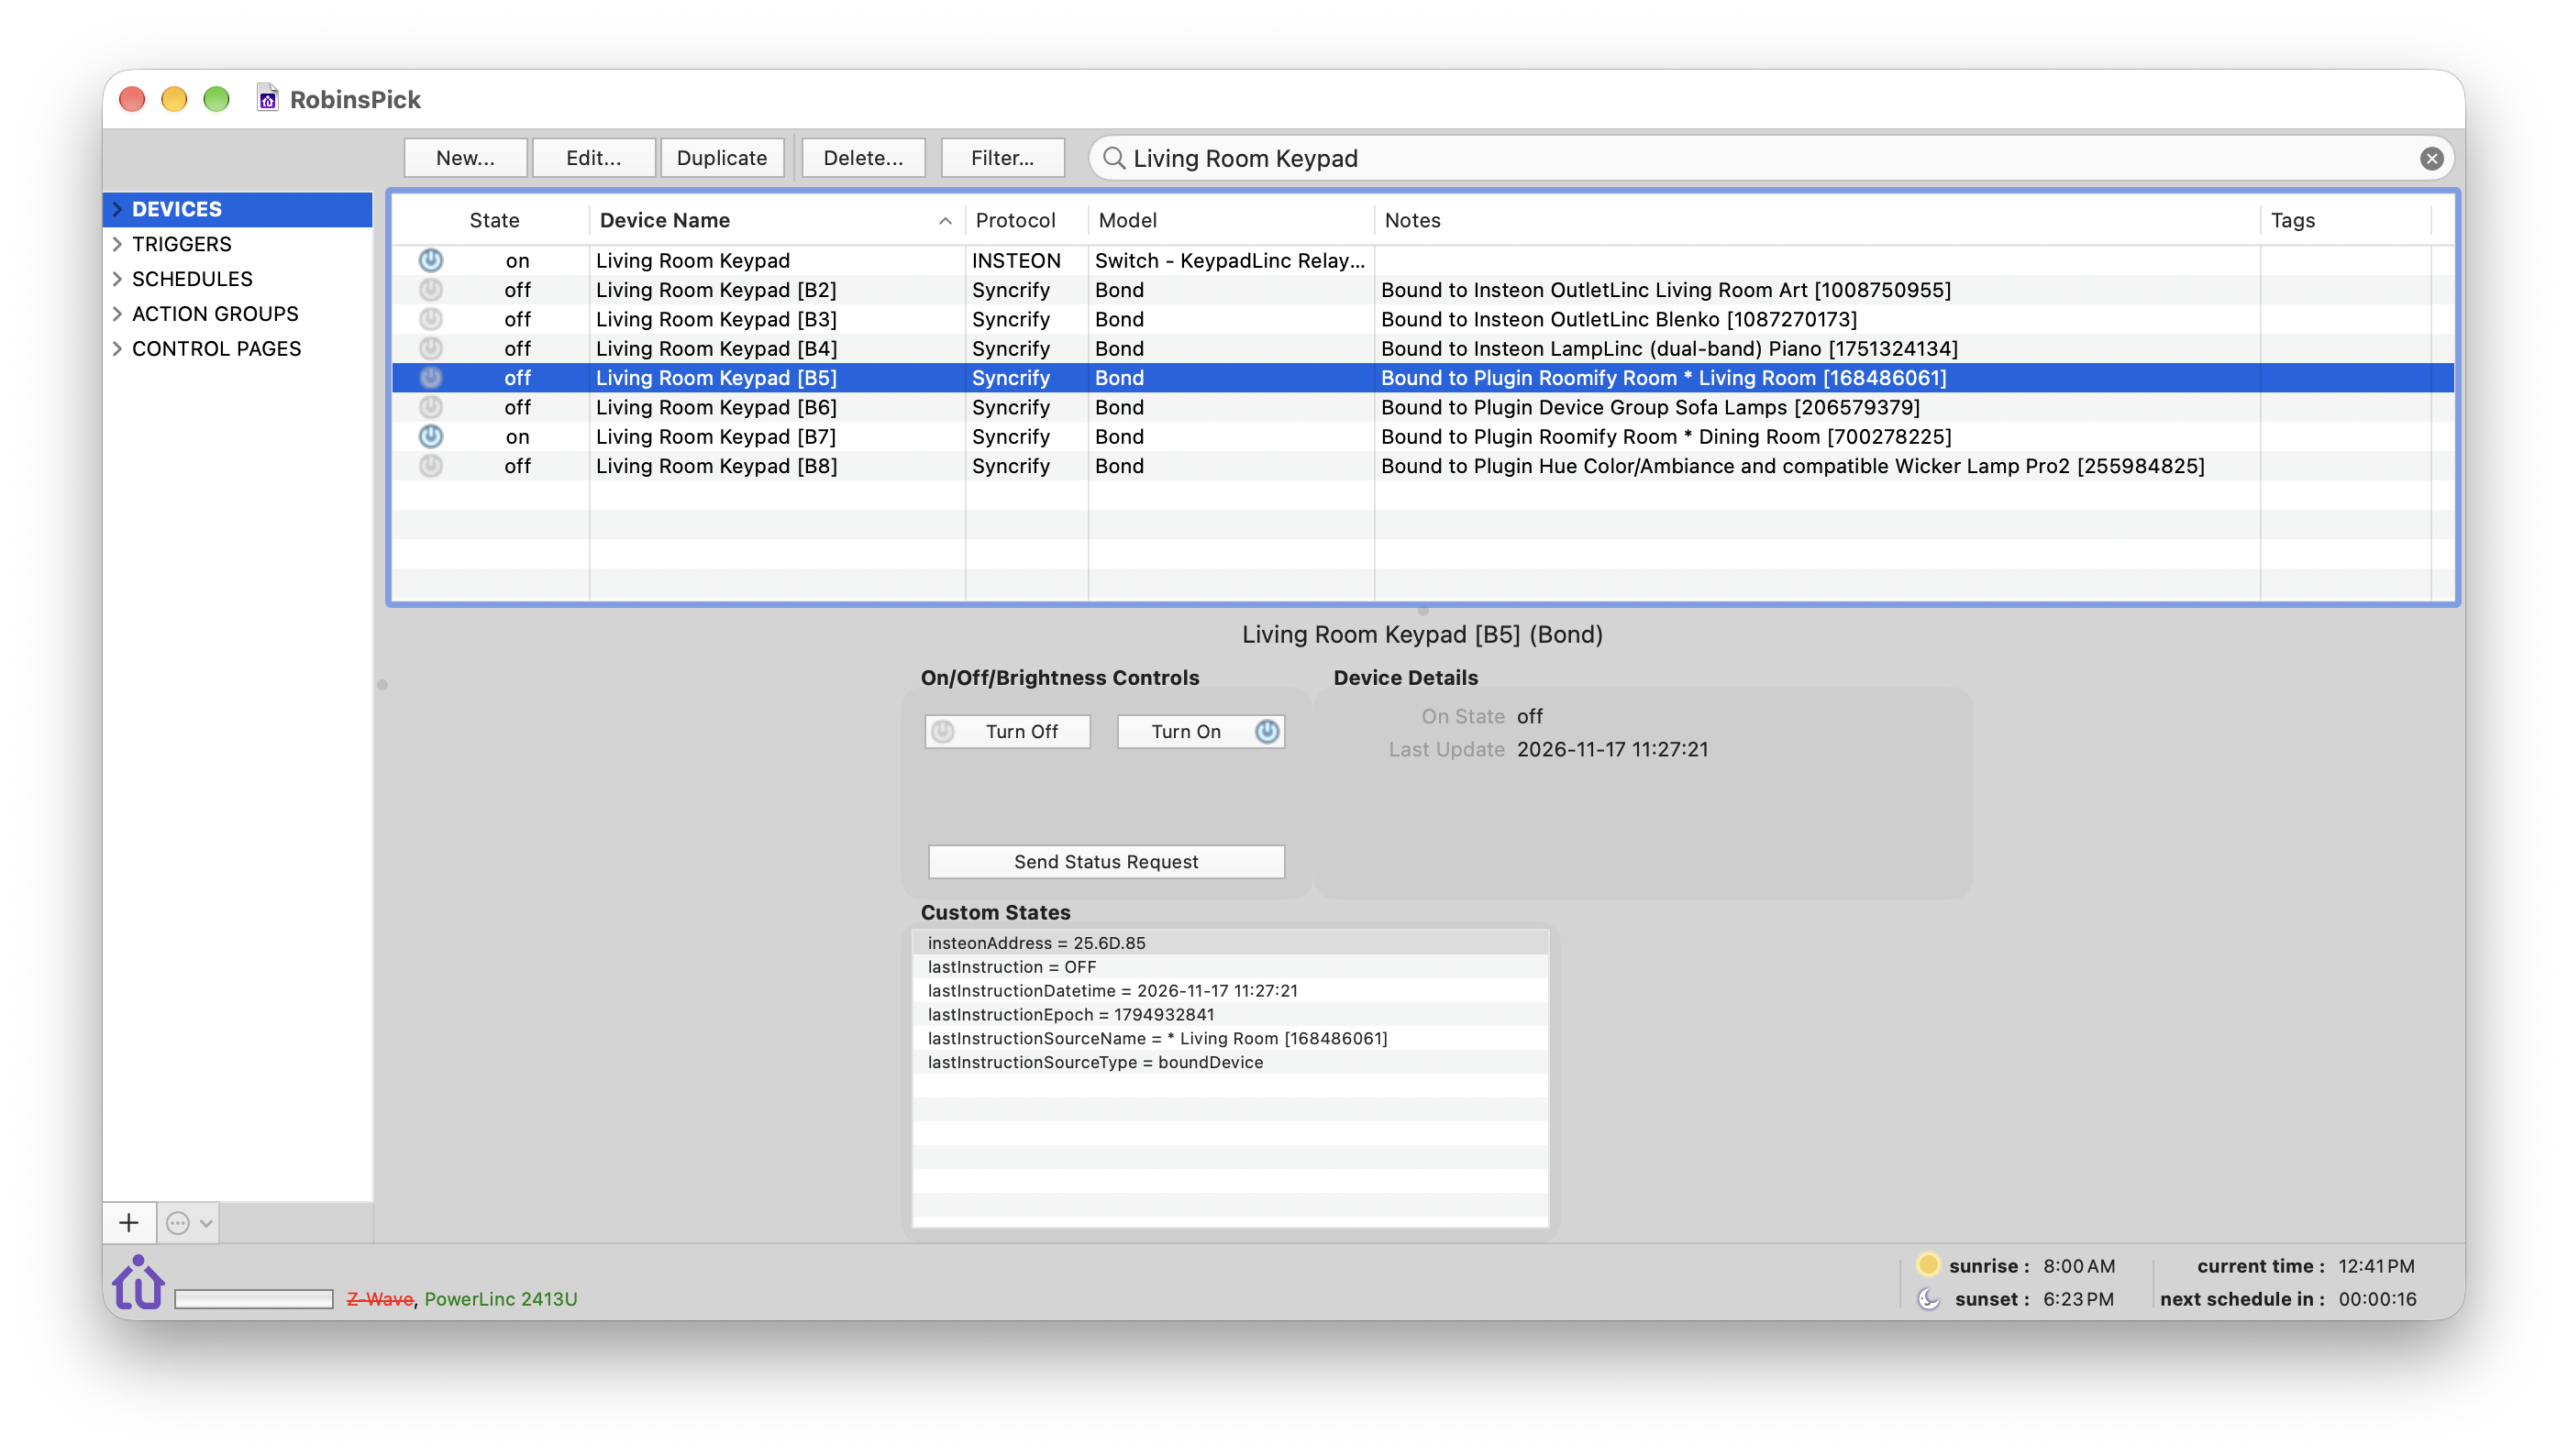 RobinsPick
New... Edit... Duplicate Delete... Filter... Living Room Keypad
DEVICES
TRIGGERS
SCHEDULES
ACTION GROUPS
CONTROL PAGES
State Device Name Protocol Model Notes Tags
on Living Room Keypad INSTEON Switch - KeypadLinc Relay...
off Living Room Keypad [B2] Syncrify Bond Bound to Insteon OutletLinc Living Room Art [1008750955]
off Living Room Keypad [B3] Syncrify Bond Bound to Insteon OutletLinc Blenko [1087270173]
off Living Room Keypad [B4] Syncrify Bond Bound to Insteon LampLinc (dual-band) Piano [1751324134]
off Living Room Keypad [B5] Syncrify Bond Bound to Plugin Roomify Room * Living Room [168486061]
off Living Room Keypad [B6] Syncrify Bond Bound to Plugin Device Group Sofa Lamps [206579379]
on Living Room Keypad [B7] Syncrify Bond Bound to Plugin Roomify Room * Dining Room [700278225]
off Living Room Keypad [B8] Syncrify Bond Bound to Plugin Hue Color/Ambiance and compatible Wicker Lamp Pro2 [255984825]
Living Room Keypad [B5] (Bond)
On/Off/Brightness Controls
Turn Off Turn On
Send Status Request
Device Details
On State off
Last Update 2026-11-17 11:27:21
Custom States
insteonAddress = 25.6D.85
lastInstruction = OFF
lastInstructionDatetime = 2026-11-17 11:27:21
lastInstructionEpoch = 1794932841
lastInstructionSourceName = * Living Room [168486061]
lastInstructionSourceType = boundDevice
Z-Wave, PowerLinc 2413U
sunrise : 8:00 AM
sunset : 6:23 PM
current time : 12:41 PM
next schedule in : 00:00:16